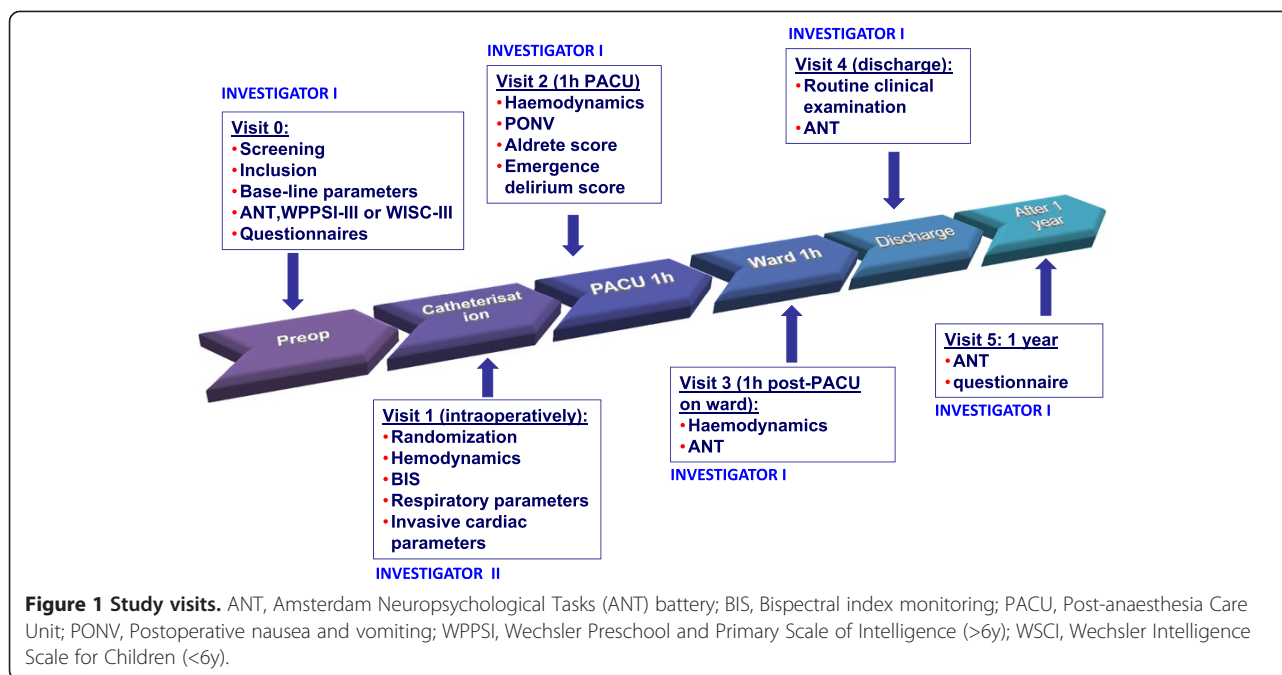 INVESTIGATOR I
Visit 0:
•Screening
•Inclusion
•Base-line parameters
•ANT,WPPSI-III or WISC-III
•Questionnaires
INVESTIGATOR I
Visit 2 (1h PACU)
•Haemodynamics
•PONV
•Aldrete score
•Emergence
delirium score
INVESTIGATOR I
Visit 4 (discharge):
•Routine clinical
examination
•ANT
Preop
Catheterisat
ion
PACU 1h
Ward 1h
Discharge
After 1
year
Visit 1 (intraoperatively):
•Randomization
•Hemodynamics
•BIS
•Respiratory parameters
•Invasive cardiac
parameters
INVESTIGATOR II
Visit 3 (1h post-PACU
on ward):
•Haemodynamics
•ANT
INVESTIGATOR I
Visit 5: 1 year
•ANT
•questionnaire
INVESTIGATOR I
Figure 1 Study visits. ANT, Amsterdam Neuropsychological Tasks (ANT) battery; BIS, Bispectral index monitoring; PACU, Post-anaesthesia Care
Unit; PONV, Postoperative nausea and vomiting; WPPSI, Wechsler Preschool and Primary Scale of Intelligence (>6y); WSCI, Wechsler Intelligence
Scale for Children (<6y).